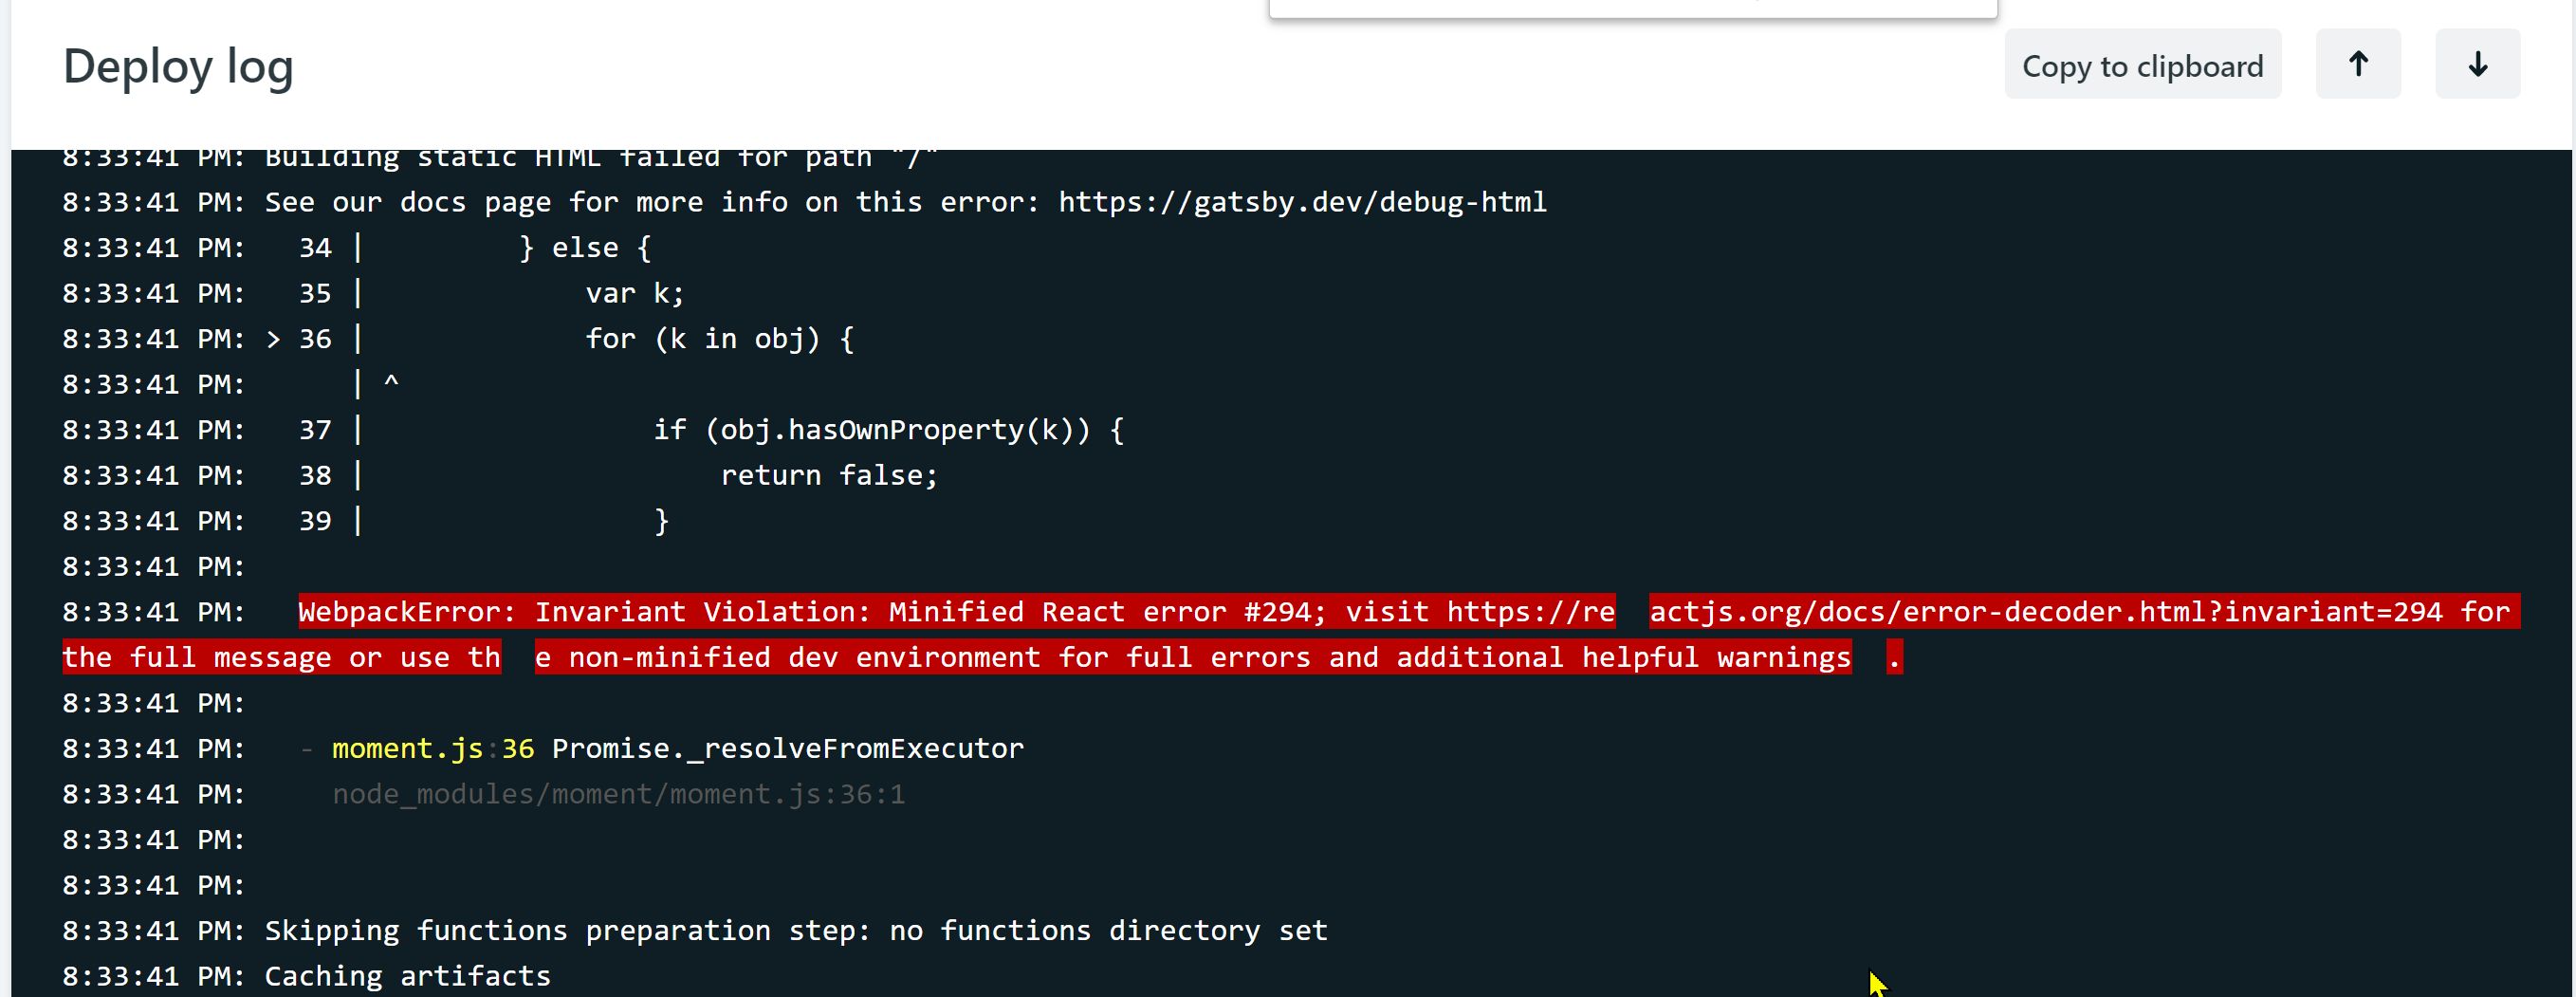 Deploy log
Copy to clipboard ↑ ↓
8:33:41 PM: Building static HTML failed for path "/"
8:33:41 PM: See our docs page for more info on this error: https://gatsby.dev/debug-html
8:33:41 PM:   34 |         } else {
8:33:41 PM:   35 |             var k;
8:33:41 PM: > 36 |             for (k in obj) {
8:33:41 PM:      | ^
8:33:41 PM:   37 |                 if (obj.hasOwnProperty(k)) {
8:33:41 PM:   38 |                     return false;
8:33:41 PM:   39 |                 }
8:33:41 PM:
8:33:41 PM:   WebpackError: Invariant Violation: Minified React error #294; visit https://re  actjs.org/docs/error-decoder.html?invariant=294 for
the full message or use th  e non-minified dev environment for full errors and additional helpful warnings  .
8:33:41 PM:
8:33:41 PM:   - moment.js:36 Promise._resolveFromExecutor
8:33:41 PM:     node_modules/moment/moment.js:36:1
8:33:41 PM:
8:33:41 PM:
8:33:41 PM: Skipping functions preparation step: no functions directory set
8:33:41 PM: Caching artifacts